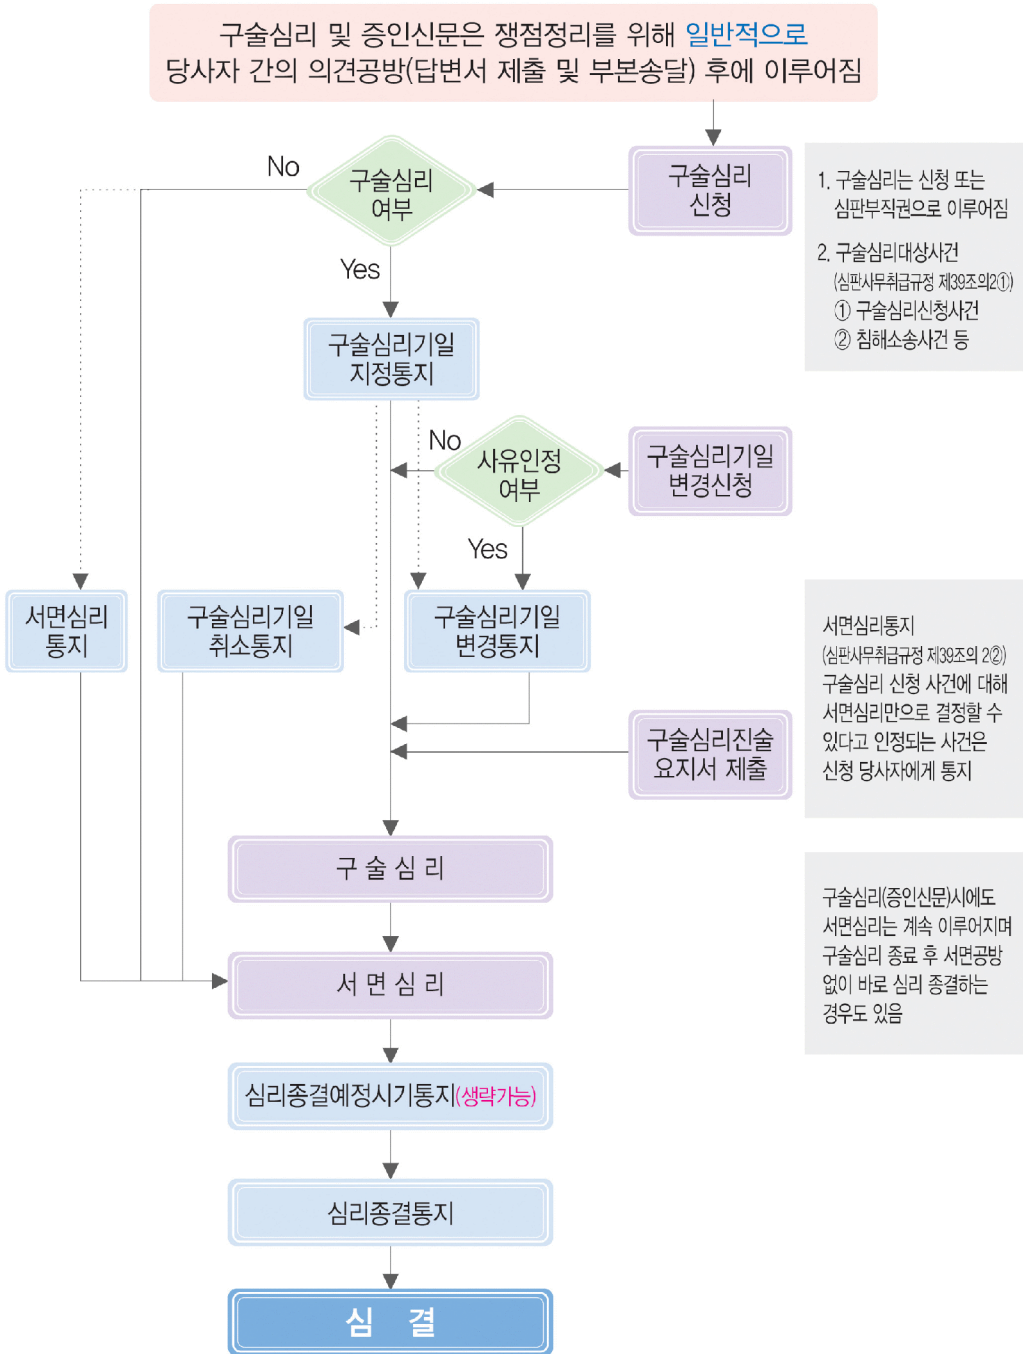 구술심리 및 증인신문은 쟁점정리를 위해 일반적으로
당사자 간의 의견공방(답변서 제출 및 부본송달) 후에 이루어짐
No
구술심리
여부
구술심리
신청
1. 구술심리는 신청 또는
심판부직권으로 이루어짐
2. 구술심리대상사건
(심판사무취급규정 제39조의2①)
① 구술심리신청사건
② 침해소송사건 등
Yes
구술심리기일
지정통지
No
사유인정
여부
구술심리기일
변경신청
Yes
서면심리
통지
구술심리기일
취소통지
구술심리기일
변경통지
서면심리통지
(심판사무취급규정 제39조의 2②)
구술심리 신청 사건에 대해
서면심리만으로 결정할 수
있다고 인정되는 사건은
신청 당사자에게 통지
구술심리진술
요지서 제출
구 술 심 리
구술심리(증인신문)시에도
서면심리는 계속 이루어지며
구술심리 종료 후 서면공방
없이 바로 심리 종결하는
경우도 있음
서 면 심 리
심리종결예정시기통지(생략가능)
심리종결통지
심 결